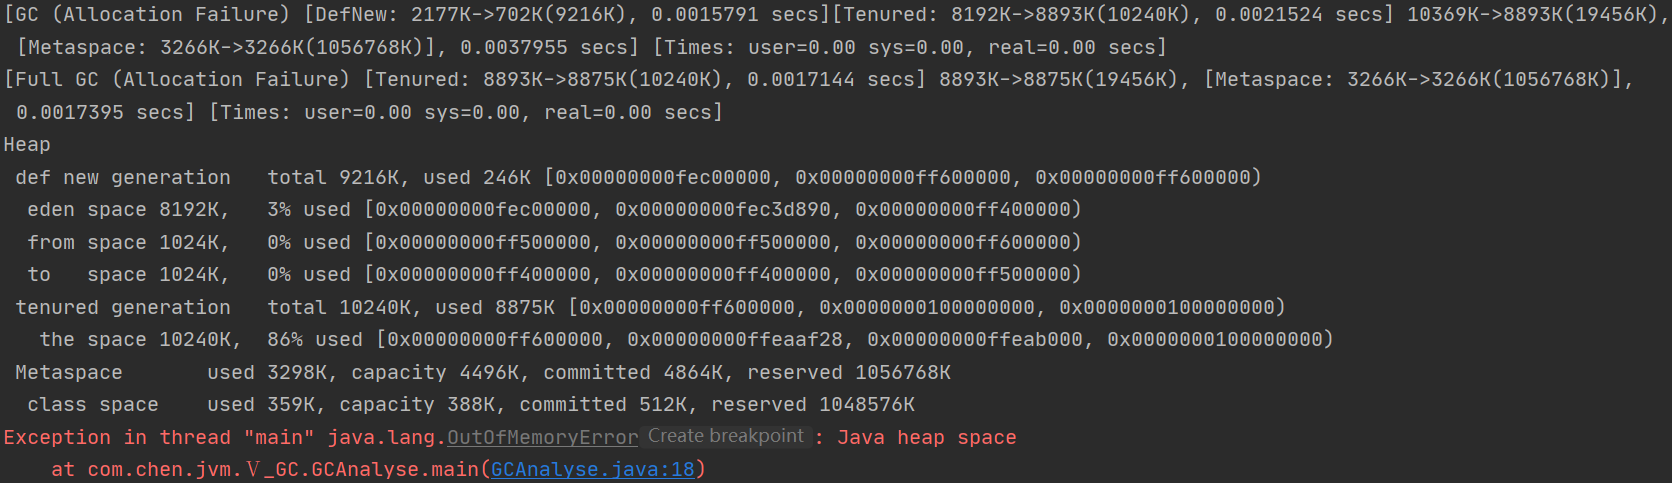 [GC (Allocation Failure) [DefNew: 2177K->702K(9216K), 0.0015791 secs][Tenured: 8192K->8893K(10240K), 0.0021524 secs] 10369K->8893K(19456K),
 [Metaspace: 3266K->3266K(1056768K)], 0.0037955 secs] [Times: user=0.00 sys=0.00, real=0.00 secs]
[Full GC (Allocation Failure) [Tenured: 8893K->8875K(10240K), 0.0017144 secs] 8893K->8875K(19456K), [Metaspace: 3266K->3266K(1056768K)],
 0.0017395 secs] [Times: user=0.00 sys=0.00, real=0.00 secs]
Heap
 def new generation   total 9216K, used 246K [0x00000000fec00000, 0x00000000ff600000, 0x00000000ff600000)
  eden space 8192K,   3% used [0x00000000fec00000, 0x00000000fec3d890, 0x00000000ff400000)
  from space 1024K,   0% used [0x00000000ff500000, 0x00000000ff500000, 0x00000000ff600000)
  to   space 1024K,   0% used [0x00000000ff400000, 0x00000000ff400000, 0x00000000ff500000)
 tenured generation   total 10240K, used 8875K [0x00000000ff600000, 0x0000000100000000, 0x0000000100000000)
   the space 10240K,  86% used [0x00000000ff600000, 0x00000000ffeaaf28, 0x00000000ffeab000, 0x0000000100000000)
 Metaspace       used 3298K, capacity 4496K, committed 4864K, reserved 1056768K
  class space    used 359K, capacity 388K, committed 512K, reserved 1048576K
Exception in thread "main" java.lang.OutOfMemoryError Create breakpoint : Java heap space
    at com.chen.jvm.Ⅴ_GC.GCAnalyse.main(GCAnalyse.java:18)